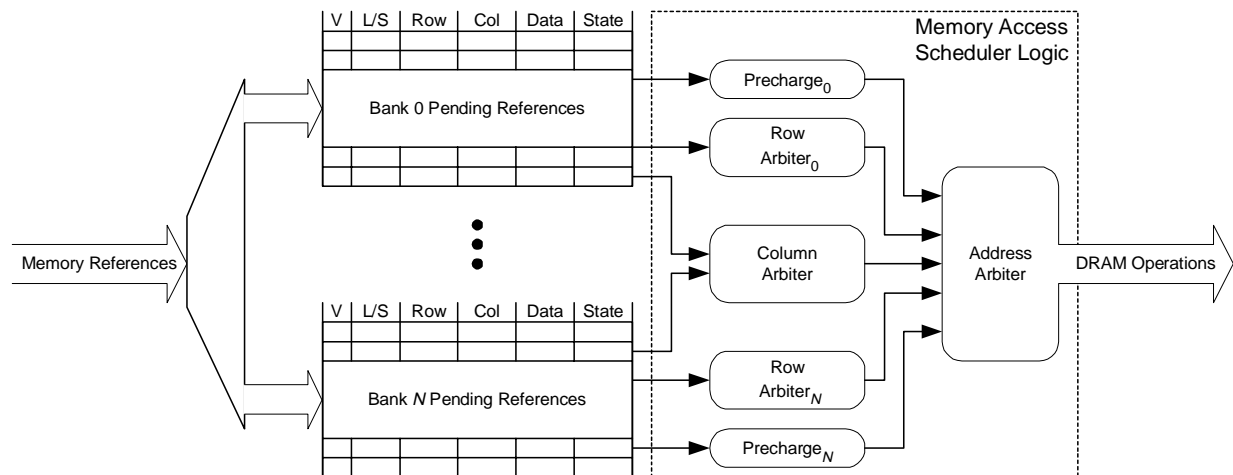 V L/S Row Col Data State
Memory Access
Scheduler Logic
Precharge0
Bank 0 Pending References
Row
Arbiter0
Memory References
Column
Arbiter
Address
Arbiter
DRAM Operations
V L/S Row Col Data State
Row
ArbiterN
Bank N Pending References
PrechargeN